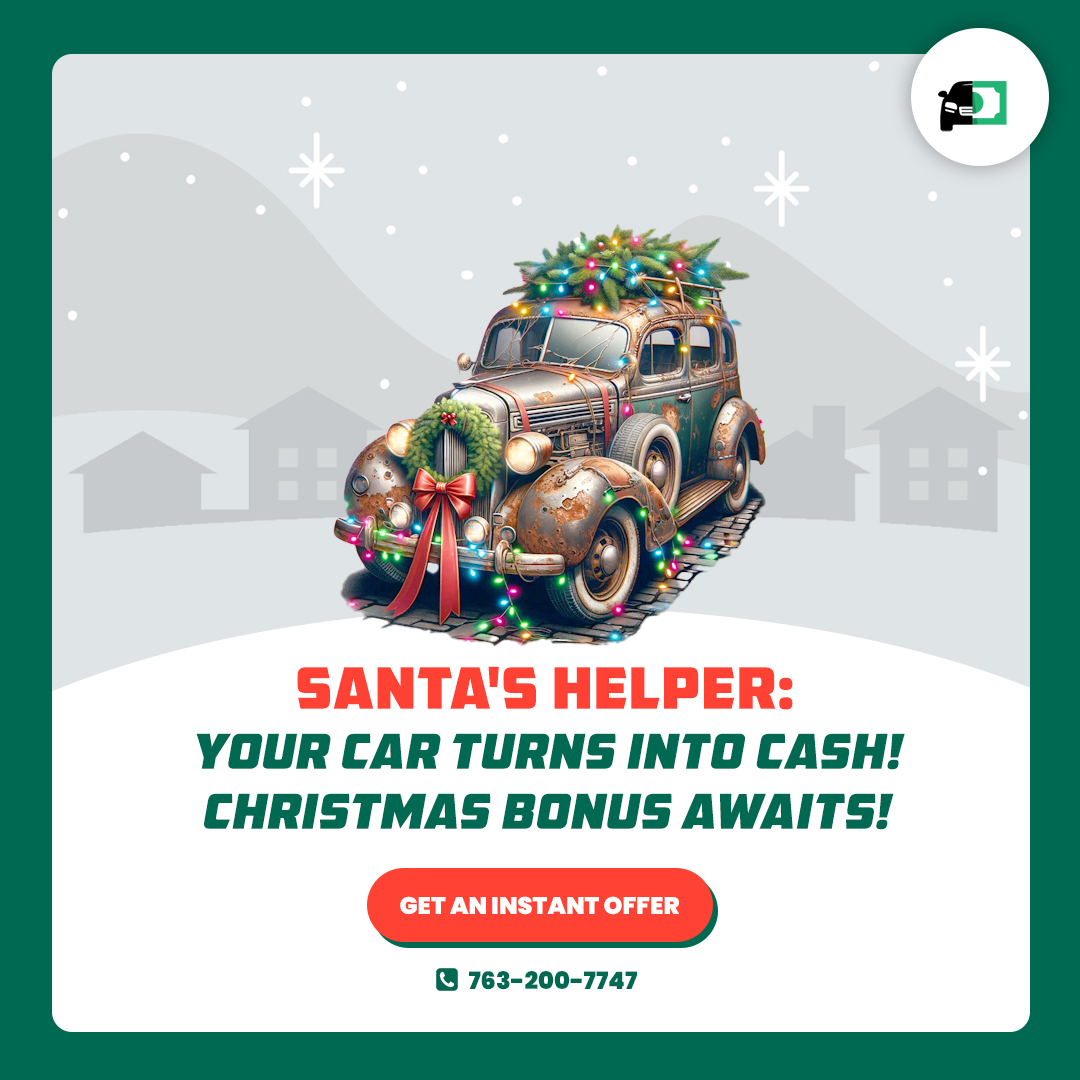 SANTA'S HELPER:
YOUR CAR TURNS INTO CASH!
CHRISTMAS BONUS AWAITS!
GET AN INSTANT OFFER
763-200-7747